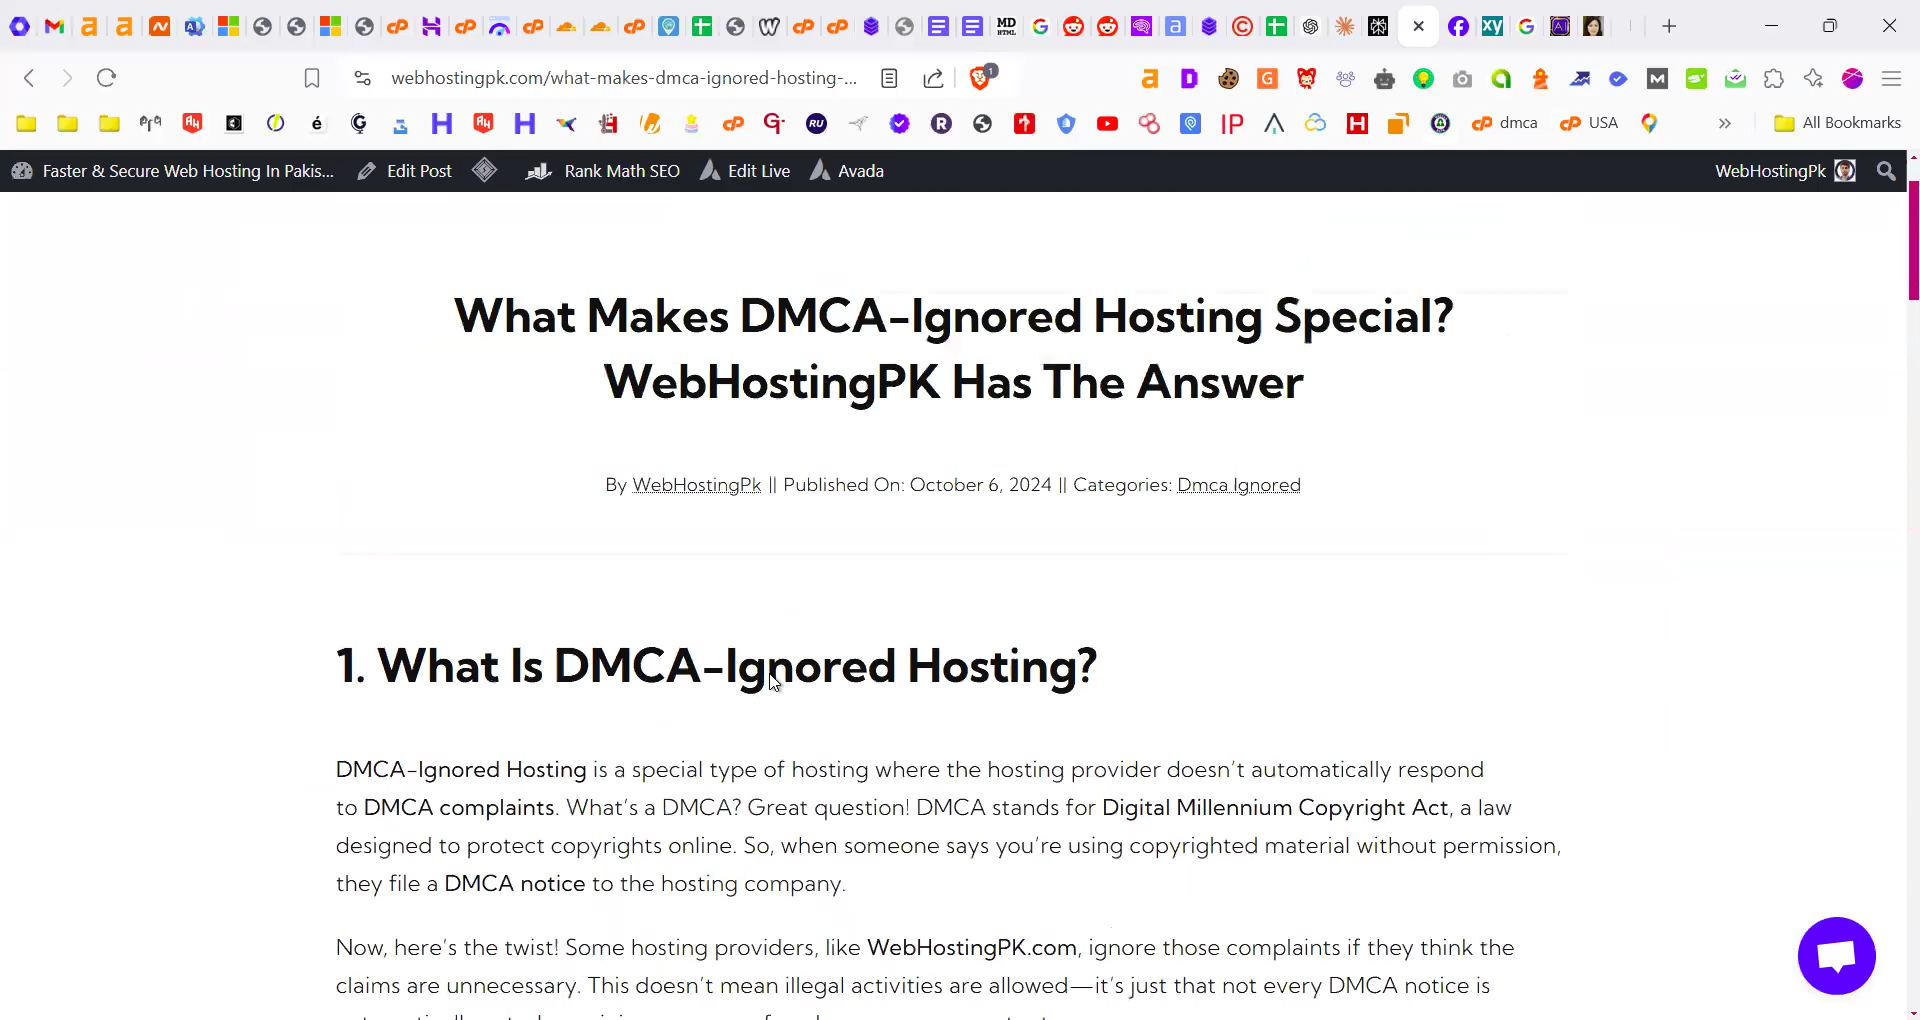 webhostingpk.com/what-makes-dmca-ignored-hosting-...
1
dmca
USA
All Bookmarks
Faster & Secure Web Hosting In Pakis...
Edit Post
Rank Math SEO
Edit Live
Avada
WebHostingPk
What Makes DMCA-Ignored Hosting Special?
WebHostingPK Has The Answer
By WebHostingPk || Published On: October 6, 2024 || Categories: Dmca Ignored
1. What Is DMCA-Ignored Hosting?
DMCA-Ignored Hosting is a special type of hosting where the hosting provider doesn't automatically respond
to DMCA complaints. What's a DMCA? Great question! DMCA stands for Digital Millennium Copyright Act, a law
designed to protect copyrights online. So, when someone says you're using copyrighted material without permission,
they file a DMCA notice to the hosting company.
Now, here's the twist! Some hosting providers, like WebHostingPK.com, ignore those complaints if they think the
claims are unnecessary. This doesn't mean illegal activities are allowed—it's just that not every DMCA notice is